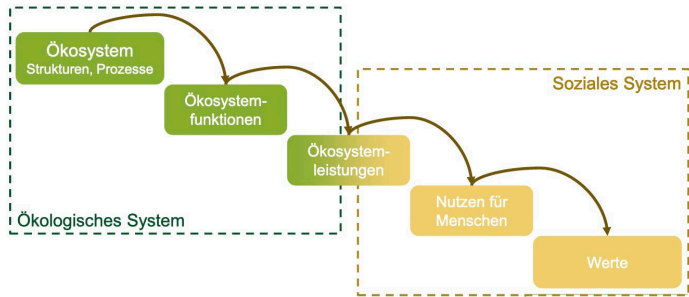 Ökosystem
Strukturen, Prozesse
Ökosystem-
funktionen
Soziales System
Ökosystem-
leistungen
Nutzen für
Menschen
Ökologisches System
Werte